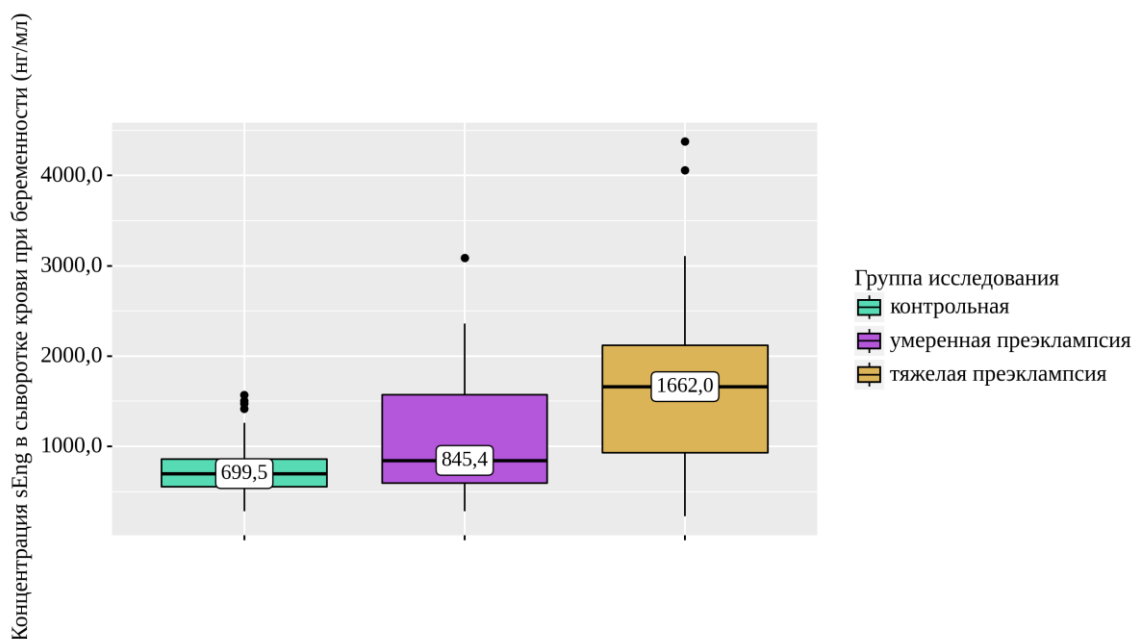 Концентрация sEng в сыворотке крови при беременности (нг/мл)
4000,0
3000,0
2000,0
1000,0
699,5
845,4
1662,0
Группа исследования
контрольная
умеренная преэклампсия
тяжелая преэклампсия